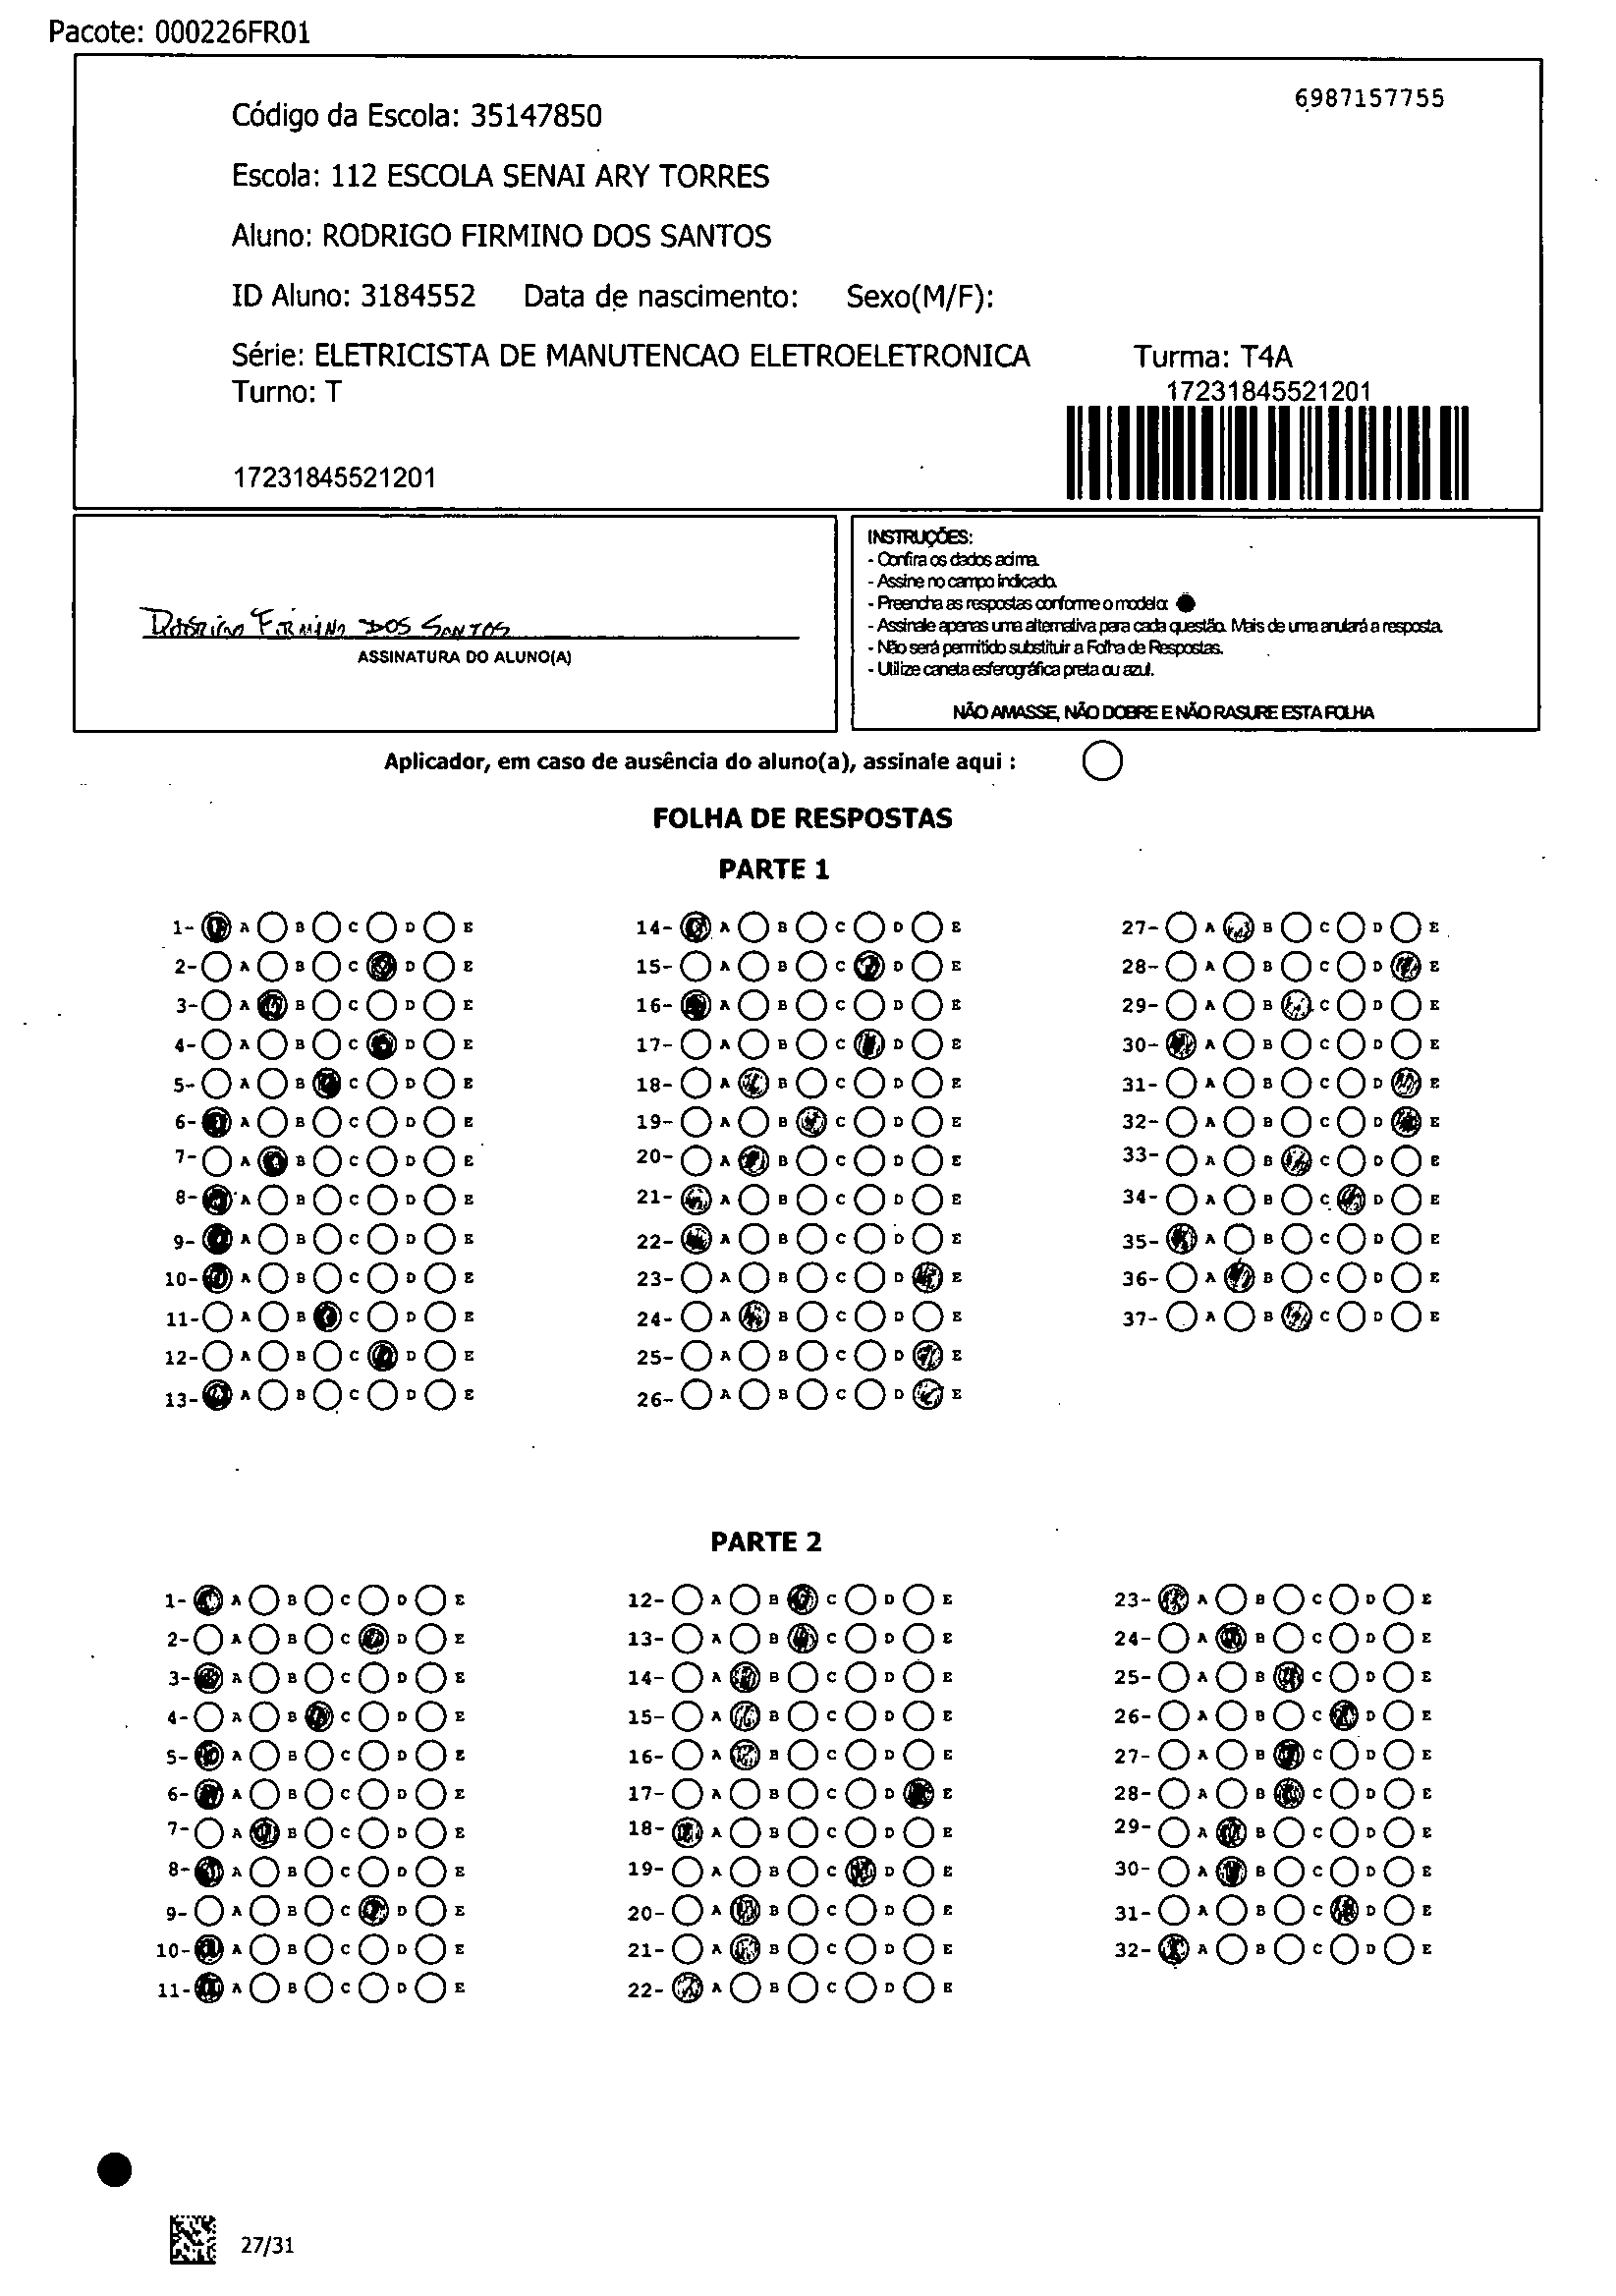 Pacote: 000226FR01
6987157755
Código da Escola: 35147850
Escola: 112 ESCOLA SENAI ARY TORRES
Aluno: RODRIGO FIRMINO DOS SANTOS
ID Aluno: 3184552 Data de nascimento: Sexo(M/F):
Série: ELETRICISTA DE MANUTENCAO ELETROELETRONICA Turma: T4A
Turno: T 17231845521201
17231845521201
INSTRUÇÕES:
- Confira os dados acima.
- Assine no campo indicado.
- Preencha as respostas conforme o modelo:
- Assinale apenas uma alternativa para cada questão. Mais de uma anulará a resposta.
- Não será permitido substituir a Folha de Respostas.
- Utilize caneta esferográfica preta ou azul.
NÃO AMASSE, NÃO DOBRE E NÃO RASURE ESTA FOLHA
Rodrigo Firmino dos Santos
ASSINATURA DO ALUNO(A)
Aplicador, em caso de ausência do aluno(a), assinale aqui :
FOLHA DE RESPOSTAS
PARTE 1
1- A B C D E 14- A B C D E 27- A B C D E
2- A B C D E 15- A B C D E 28- A B C D E
3- A B C D E 16- A B C D E 29- A B C D E
4- A B C D E 17- A B C D E 30- A B C D E
5- A B C D E 18- A B C D E 31- A B C D E
6- A B C D E 19- A B C D E 32- A B C D E
7- A B C D E 20- A B C D E 33- A B C D E
8- A B C D E 21- A B C D E 34- A B C D E
9- A B C D E 22- A B C D E 35- A B C D E
10- A B C D E 23- A B C D E 36- A B C D E
11- A B C D E 24- A B C D E 37- A B C D E
12- A B C D E 25- A B C D E
13- A B C D E 26- A B C D E
PARTE 2
1- A B C D E 12- A B C D E 23- A B C D E
2- A B C D E 13- A B C D E 24- A B C D E
3- A B C D E 14- A B C D E 25- A B C D E
4- A B C D E 15- A B C D E 26- A B C D E
5- A B C D E 16- A B C D E 27- A B C D E
6- A B C D E 17- A B C D E 28- A B C D E
7- A B C D E 18- A B C D E 29- A B C D E
8- A B C D E 19- A B C D E 30- A B C D E
9- A B C D E 20- A B C D E 31- A B C D E
10- A B C D E 21- A B C D E 32- A B C D E
11- A B C D E 22- A B C D E
27/31